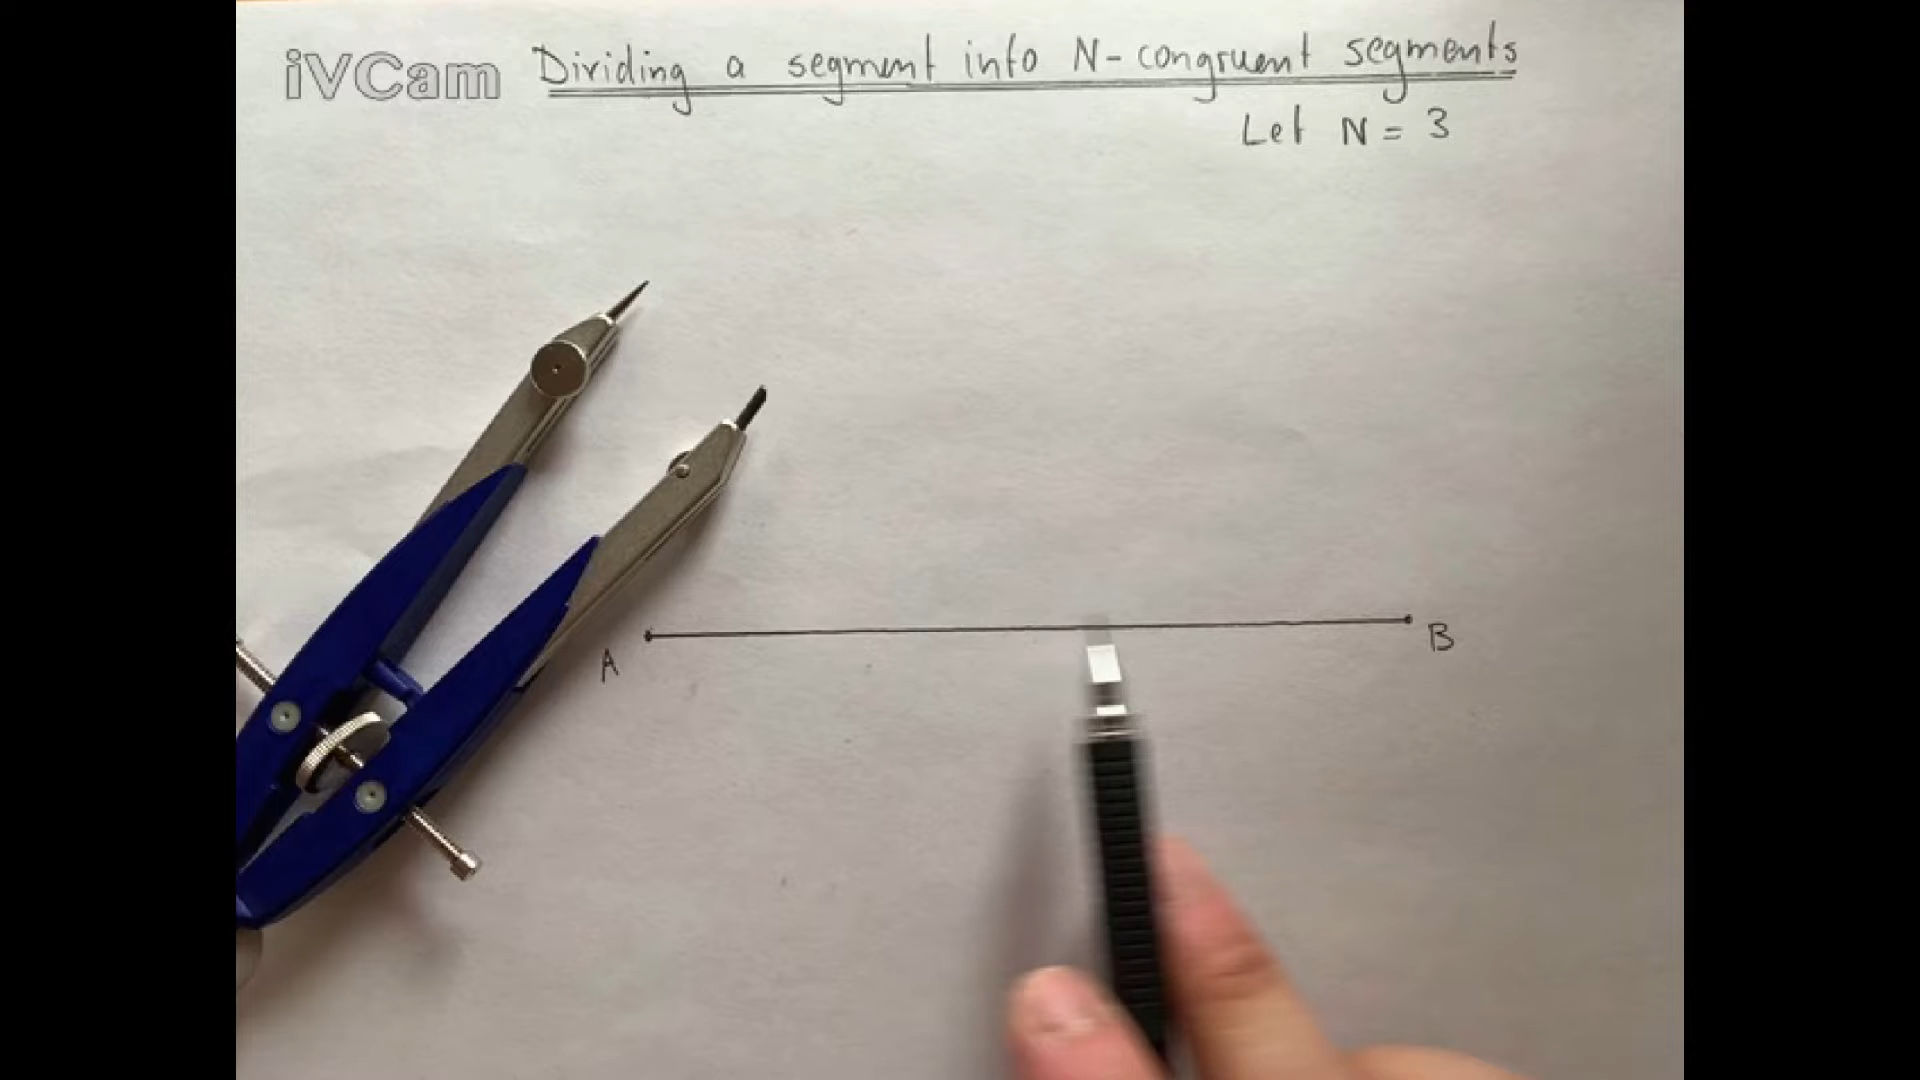 iVCam
Dividing a segment into N-congruent segments
Let N = 3
A
B